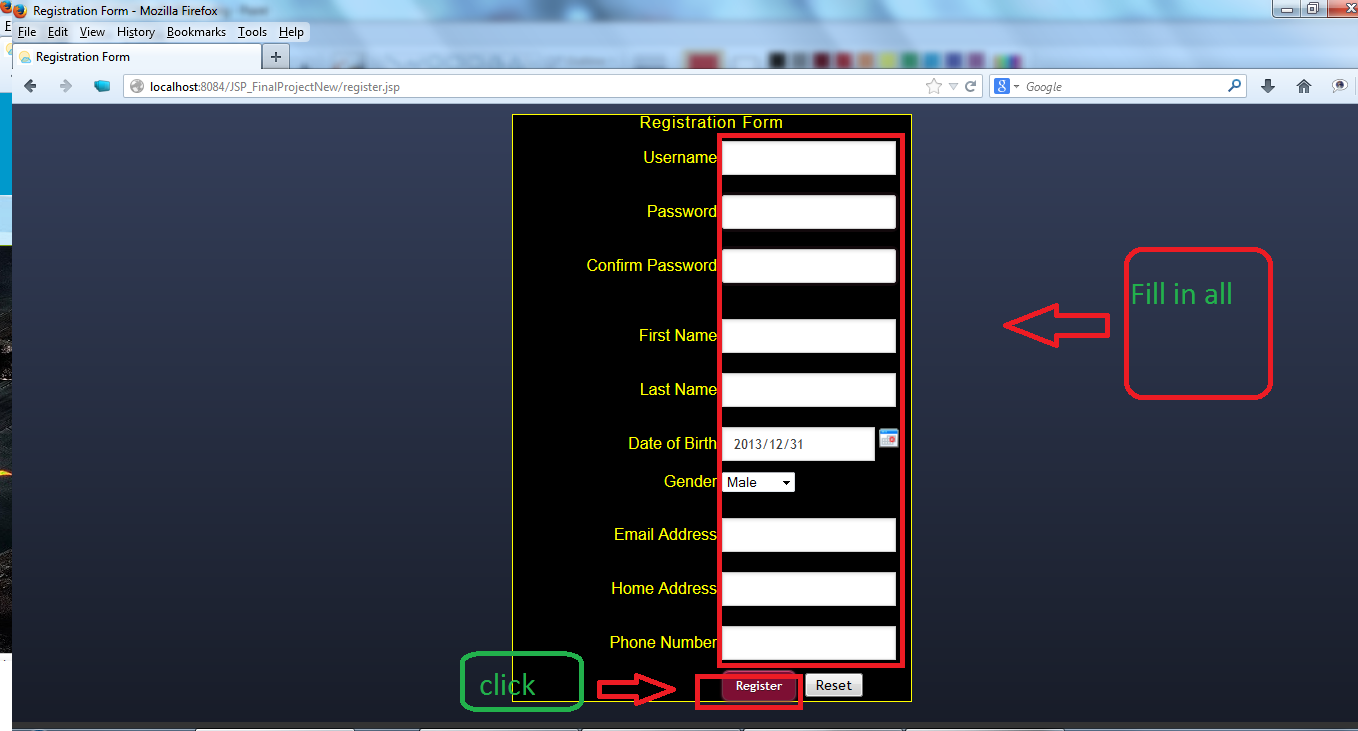 Registration Form - Mozilla Firefox
File Edit View History Bookmarks Tools Help
Registration Form
localhost:8084/JSP_FinalProjectNew/register.jsp
Google
Registration Form
Username
Password
Confirm Password
Fill in all
First Name
Last Name
Date of Birth 2013/12/31
Gender Male
Email Address
Home Address
Phone Number
click
Register Reset